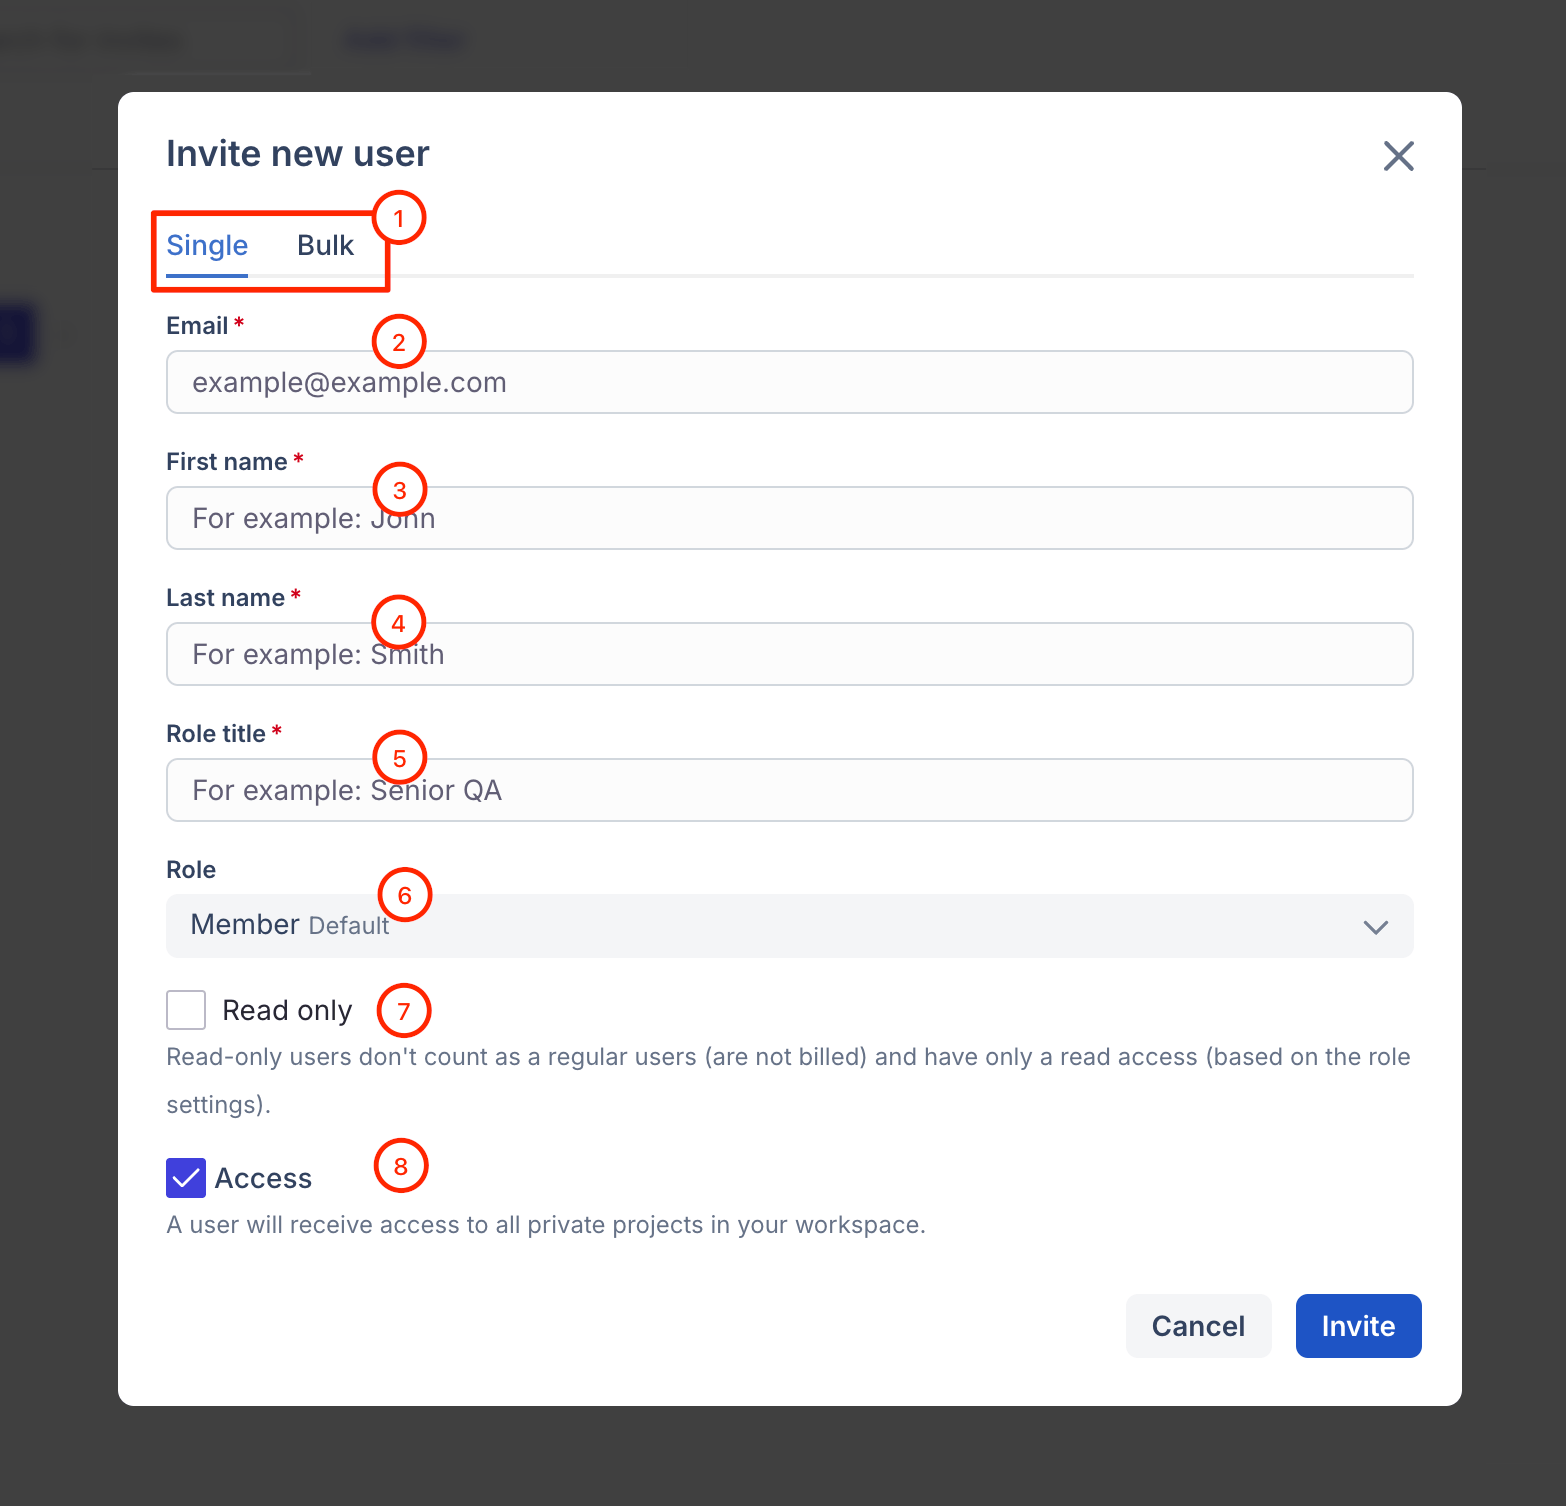 Invite new user
1
Single Bulk
Email *
2
example@example.com
First name *
3
For example: John
Last name *
4
For example: Smith
Role title *
5
For example: Senior QA
Role
6
Member Default
Read only 7
Read-only users don't count as a regular users (are not billed) and have only a read access (based on the role
settings).
Access 8
A user will receive access to all private projects in your workspace.
Cancel Invite